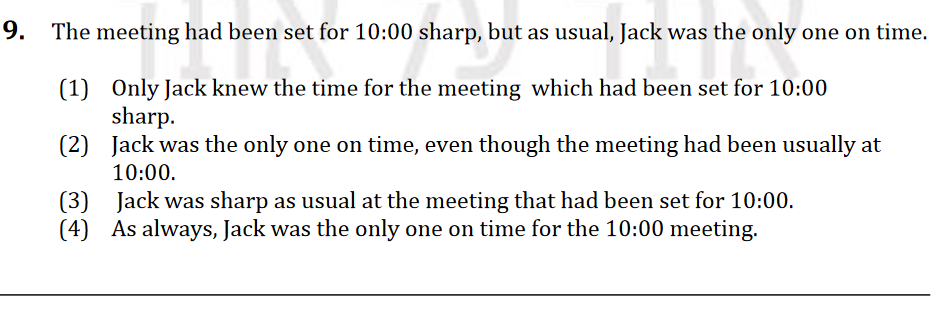 9. The meeting had been set for 10:00 sharp, but as usual, Jack was the only one on time.
(1) Only Jack knew the time for the meeting which had been set for 10:00
sharp.
(2) Jack was the only one on time, even though the meeting had been usually at
10:00.
(3) Jack was sharp as usual at the meeting that had been set for 10:00.
(4) As always, Jack was the only one on time for the 10:00 meeting.